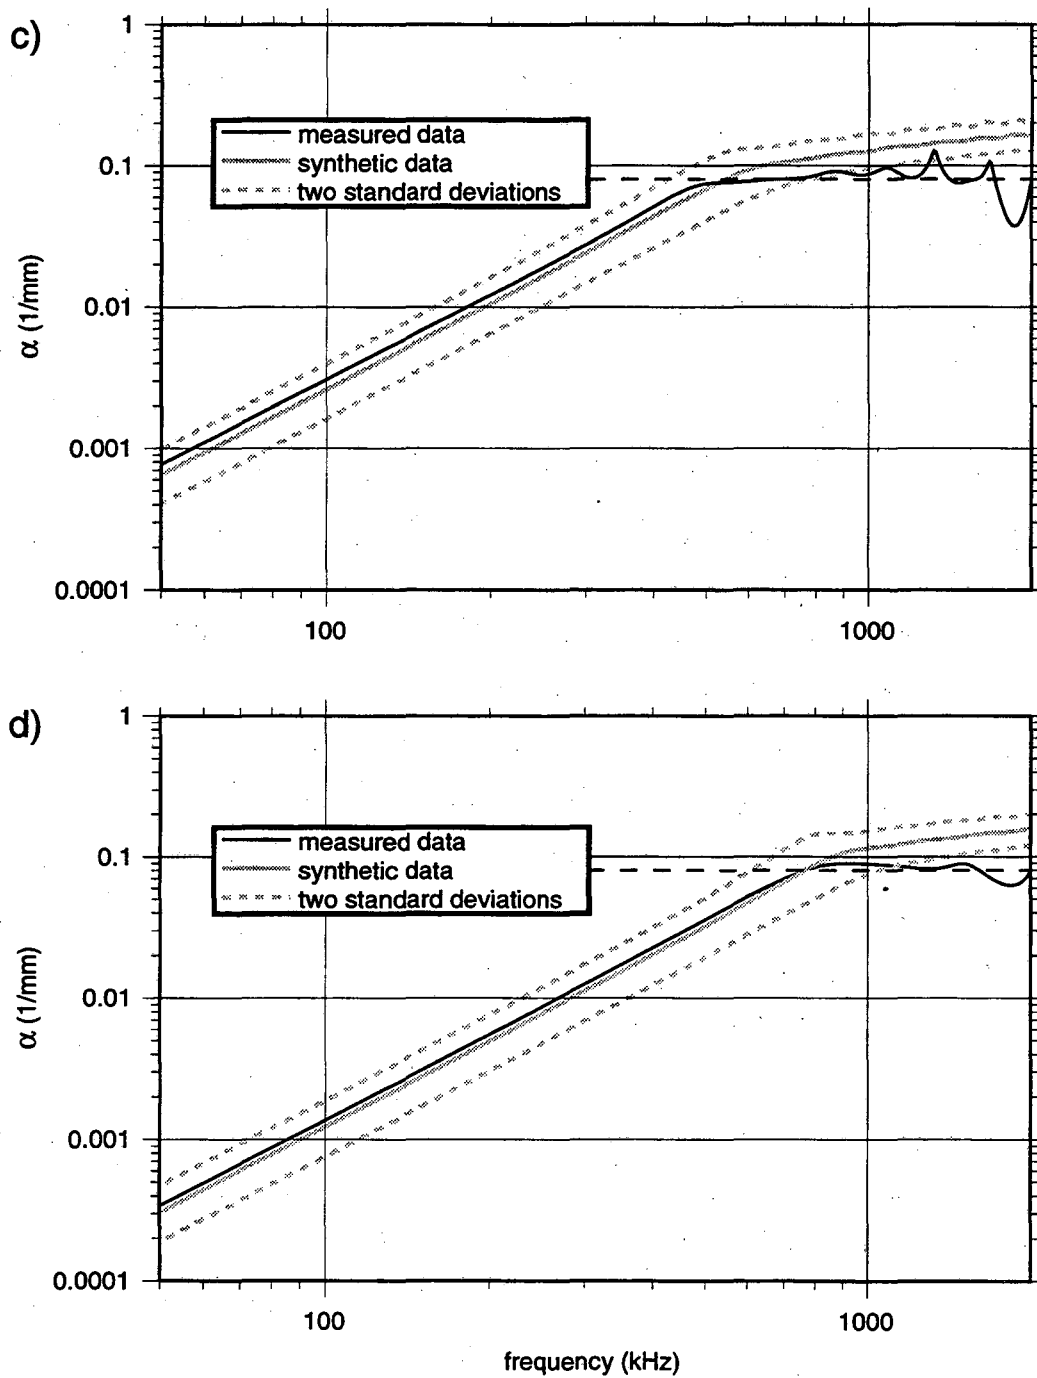 c)
1
measured data
synthetic data
two standard deviations
0.1
0.01
α (1/mm)
0.001
0.0001
100 1000
d)
1
measured data
synthetic data
two standard deviations
0.1
0.01
α (1/mm)
0.001
0.0001
100 1000
frequency (kHz)